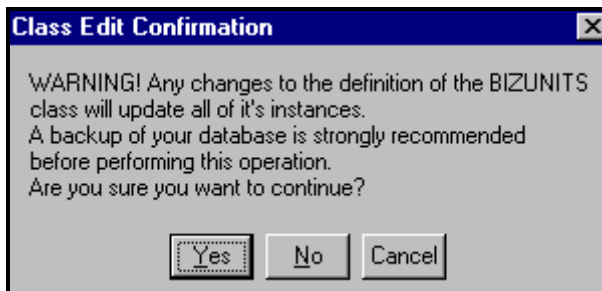 Class Edit Confirmation
WARNING! Any changes to the definition of the BIZUNITS
class will update all of it's instances.
A backup of your database is strongly recommended
before performing this operation.
Are you sure you want to continue?
Yes No Cancel